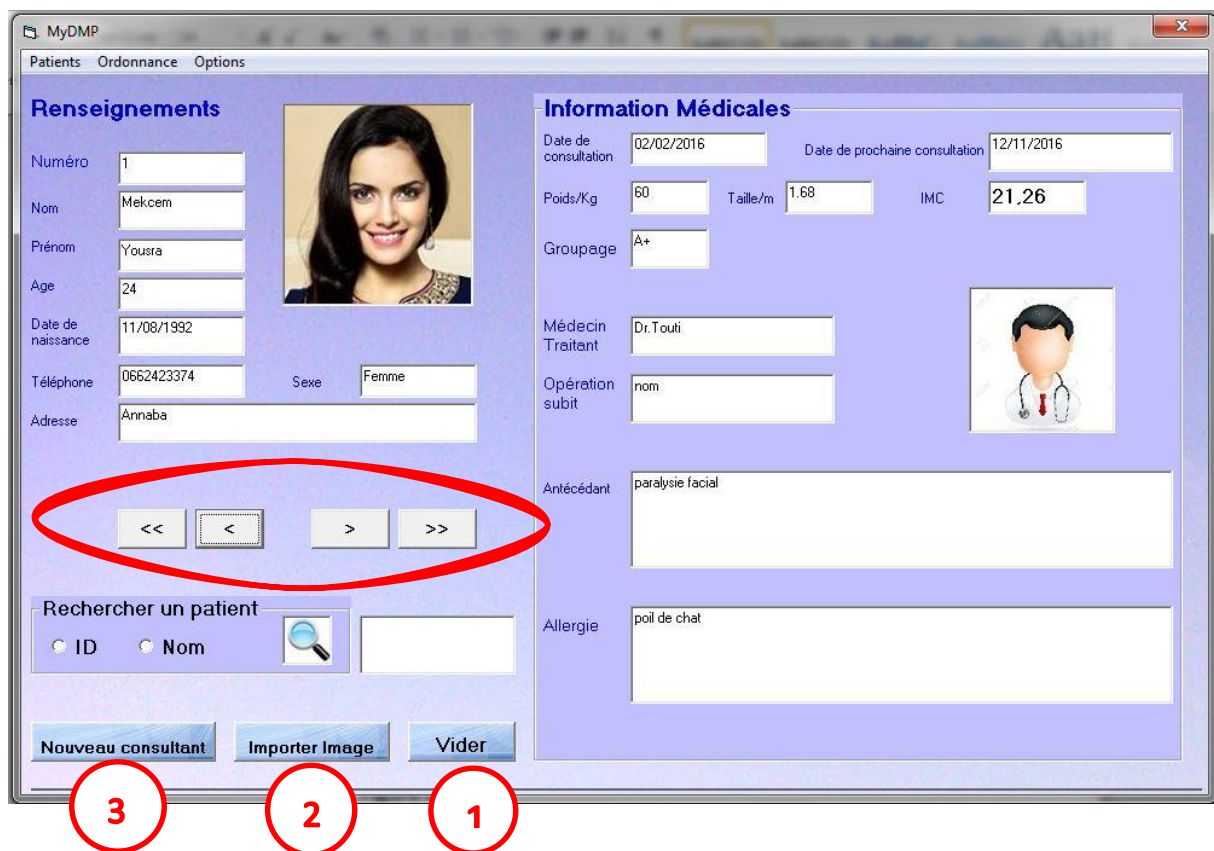 MyDMP
Patients Ordonnance Options
Renseignements
Numéro 1
Nom Mekcem
Prénom Yousra
Age 24
Date de
naissance
11/08/1992
Téléphone 0662423374 Sexe Femme
Adresse Annaba
<< < > >>
Rechercher un patient
ID Nom
Nouveau consultant Importer Image Vider
3 2 1
Information Médicales
Date de
consultation
02/02/2016 Date de prochaine consultation 12/11/2016
Poids/Kg 60 Taille/m 1.68 IMC 21,26
Groupage A+
Médecin
Traitant
Dr.Touti
Opération
subit
nom
Antécédant paralysie facial
Allergie poil de chat